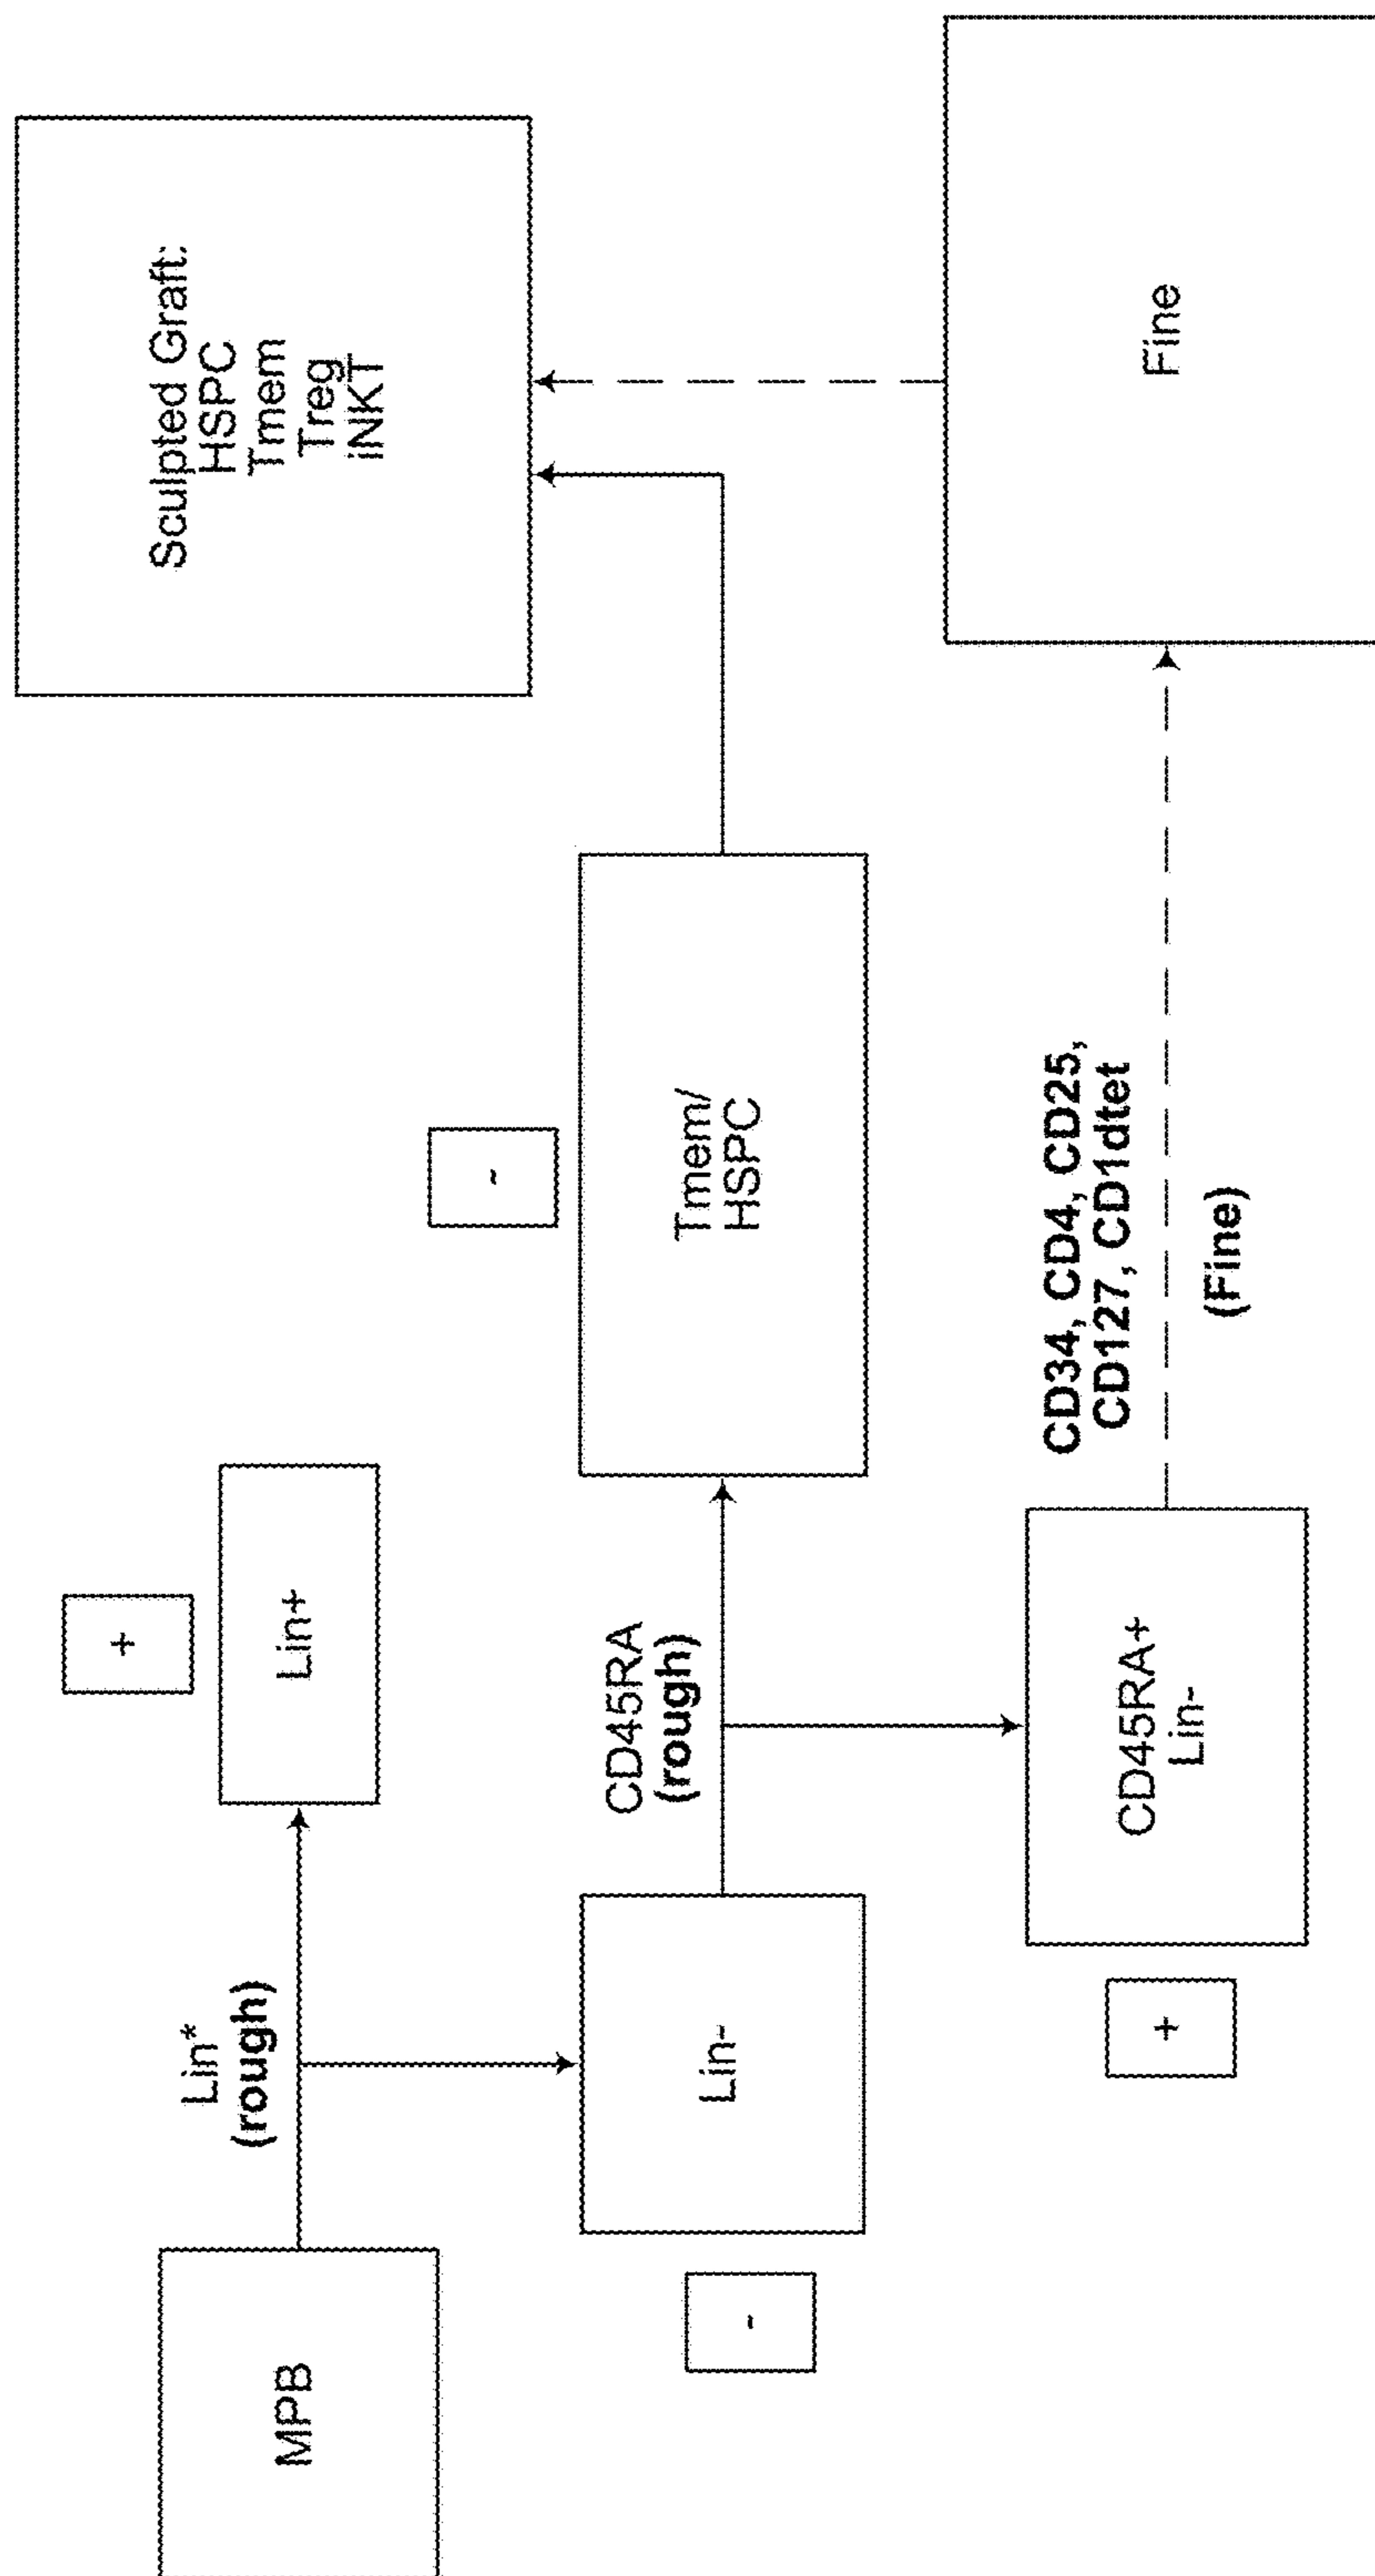 MPB
Lin*
(rough)
+
Lin+
-
Lin-
CD45RA
(rough)
-
Tmem/
HSPC
Sculpted Graft:
HSPC
Tmem
Treg
iNKT
+
CD45RA+
Lin-
CD34, CD4, CD25,
CD127, CD1dtet
(Fine)
Fine